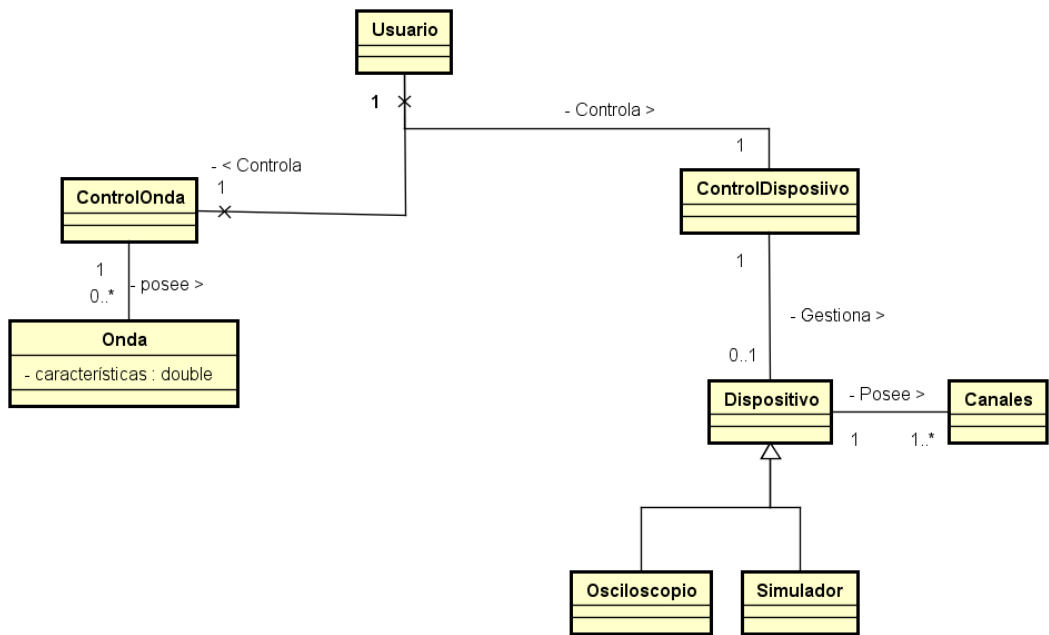 Usuario
1
- Controla >
- < Controla
1
1
ControlOnda
ControlDisposiivo
1
1
- posee >
0..*
- Gestiona >
Onda
- características : double
0..1
Dispositivo
- Posee >
Canales
1
1..*
Osciloscopio
Simulador